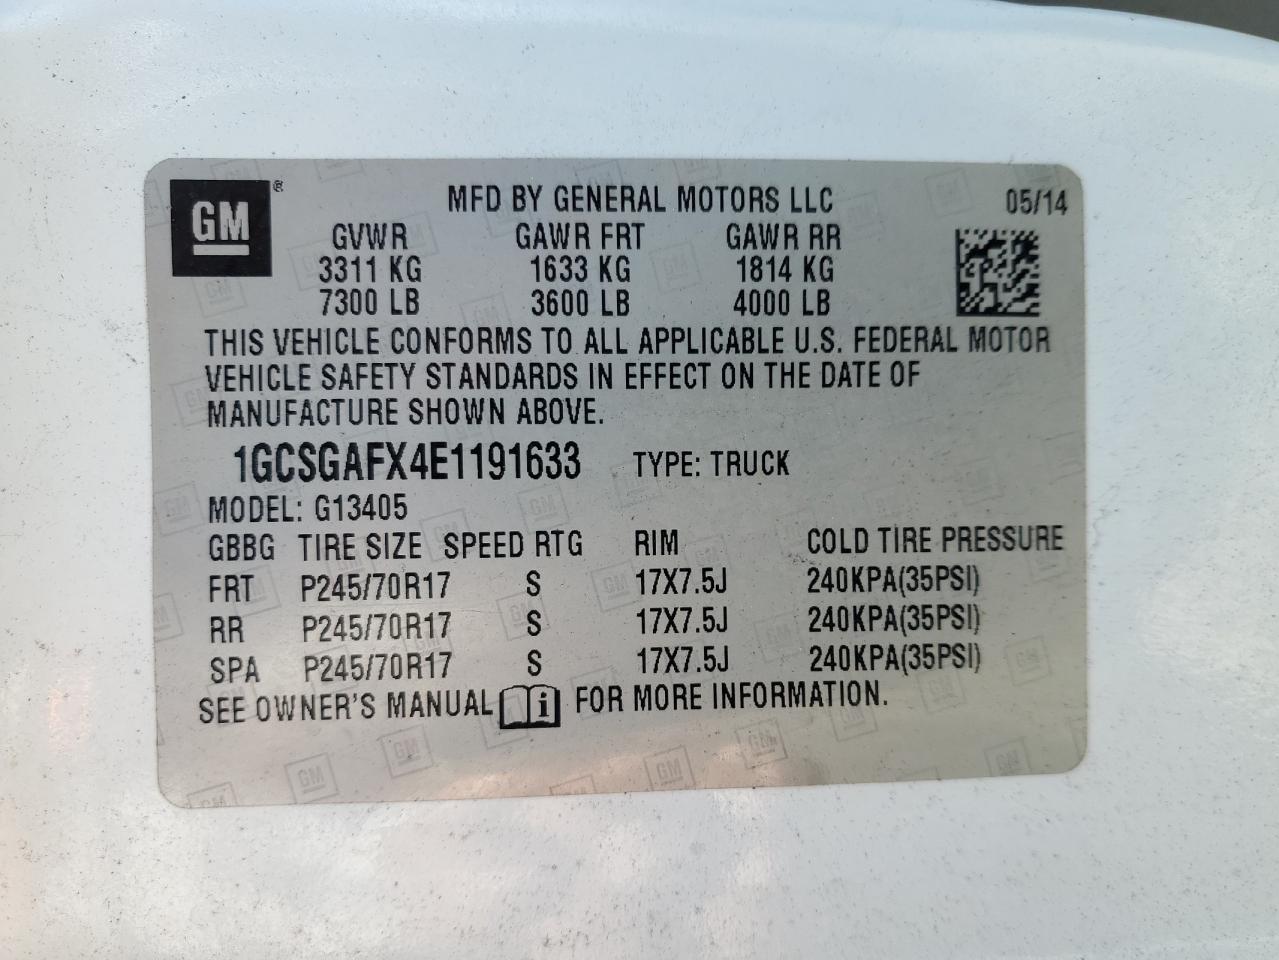 GM ®
MFD BY GENERAL MOTORS LLC 05/14
GVWR GAWR FRT GAWR RR
3311 KG 1633 KG 1814 KG
7300 LB 3600 LB 4000 LB
THIS VEHICLE CONFORMS TO ALL APPLICABLE U.S. FEDERAL MOTOR
VEHICLE SAFETY STANDARDS IN EFFECT ON THE DATE OF
MANUFACTURE SHOWN ABOVE.
1GCSGAFX4E1191633 TYPE: TRUCK
MODEL: G13405
GBBG TIRE SIZE SPEED RTG RIM COLD TIRE PRESSURE
FRT P245/70R17 S 17X7.5J 240KPA(35PSI)
RR P245/70R17 S 17X7.5J 240KPA(35PSI)
SPA P245/70R17 S 17X7.5J 240KPA(35PSI)
SEE OWNER'S MANUAL i FOR MORE INFORMATION.